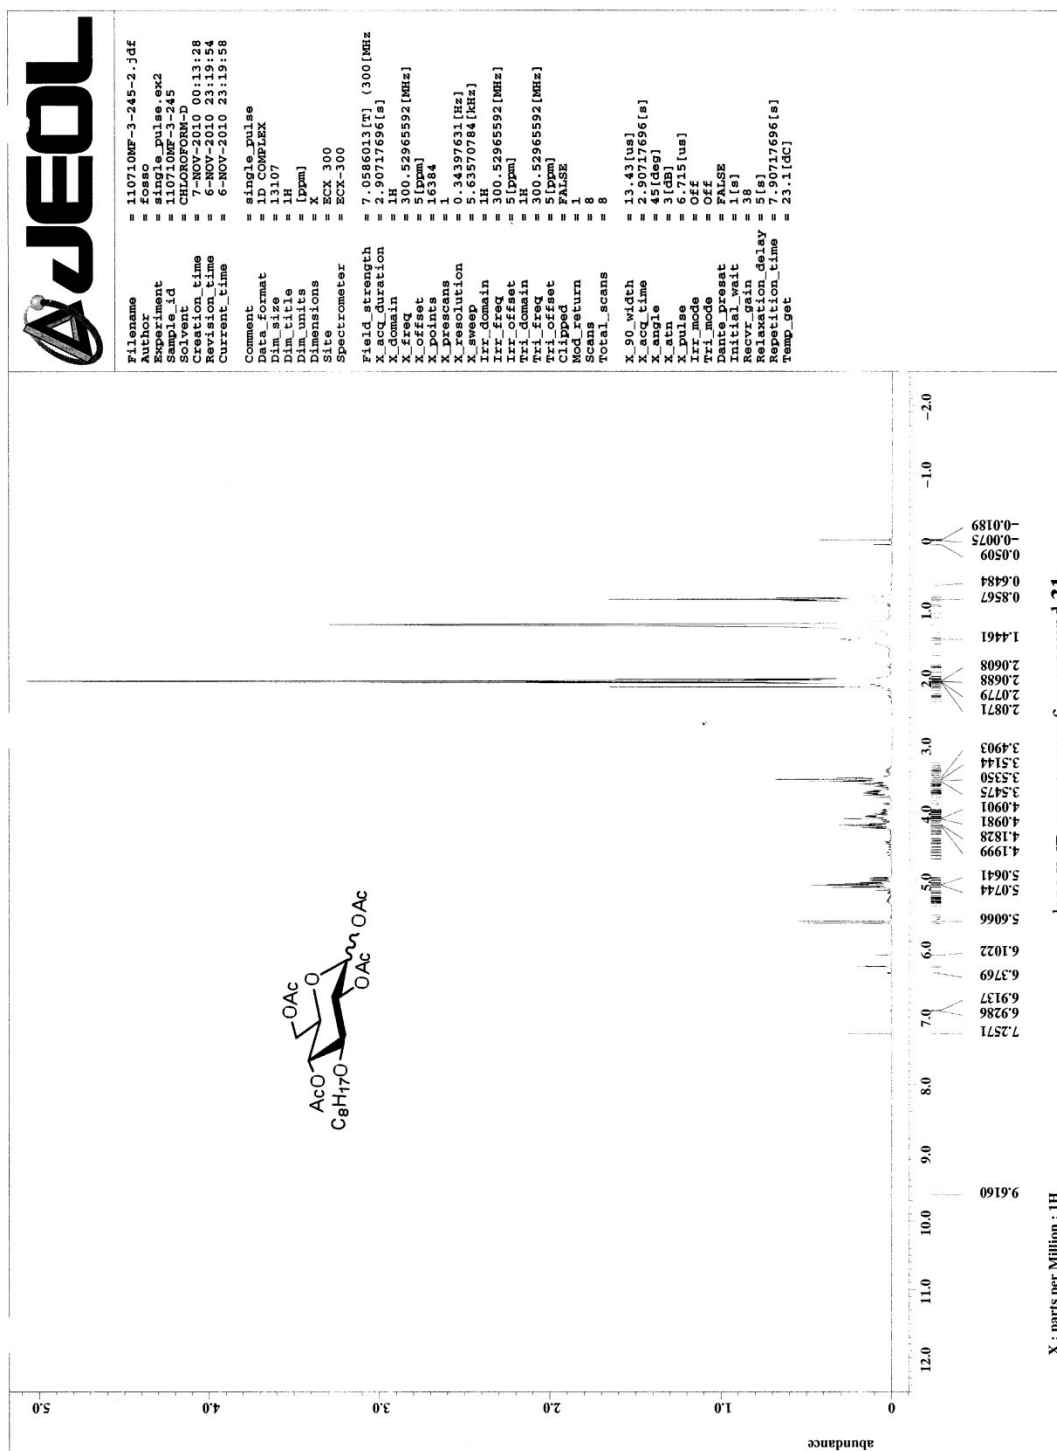 JEOL
Filename = 110710MF-3-245-2.jdf
Author = fosso
Experiment = single_pulse.ex2
Sample_id = 110710MF-3-245
Solvent = CHLOROFORM-D
Creation_time = 7-NOV-2010 00:13:28
Revision_time = 6-NOV-2010 23:19:54
Current_time = 6-NOV-2010 23:19:58
Comment = single_pulse
Data_format = 1D COMPLEX
Dim_size = 13107
Dim_title = 1H
Dim_units = [ppm]
Dimensions = X
Site = ECX 300
Spectrometer = ECX-300
Field_strength = 7.0586013[T] (300[MHz
X_acq_duration = 2.90717696[s]
X_domain = 1H
X_freq = 300.52965592[MHz]
X_offset = 5[ppm]
X_points = 16384
X_prescans = 1
X_resolution = 0.34397631[Hz]
X_sweep = 5.63570784[kHz]
Irr_domain = 1H
Irr_freq = 300.52965592[MHz]
Irr_offset = 5[ppm]
Tri_domain = 1H
Tri_freq = 300.52965592[MHz]
Tri_offset = 5[ppm]
Clipped = FALSE
Mod_return = 1
Scans = 8
Total_scans = 8
X_90_width = 13.43[us]
X_acq_time = 2.90717696[s]
X_angle = 45[deg]
X_atn = 3[dB]
X_pulse = 6.715[us]
Irr_mode = Off
Tri_mode = Off
Dante_presat = FALSE
Initial_wait = 1[s]
Recvr_gain = 38
Relaxation_delay = 5[s]
Repetition_time = 7.90717696[s]
Temp_get = 23.1[dC]
abundance
5.0
4.0
3.0
2.0
1.0
0
OAc
AcO
C8H17O
O
OAc
OAc
12.0 11.0 10.0 9.0 8.0 7.0 6.0 5.0 4.0 3.0 2.0 1.0 0 -1.0 -2.0
9.6160
7.2571
6.9286
6.9137
6.3769
6.1022
5.6066
5.0744
5.0641
4.1999
4.1828
4.0981
4.0901
3.5475
3.5350
3.5144
3.4903
2.0871
2.0779
2.0688
2.0608
1.4461
0.8567
0.6484
0.0509
-0.0075
-0.0189
X : parts per Million : 1H